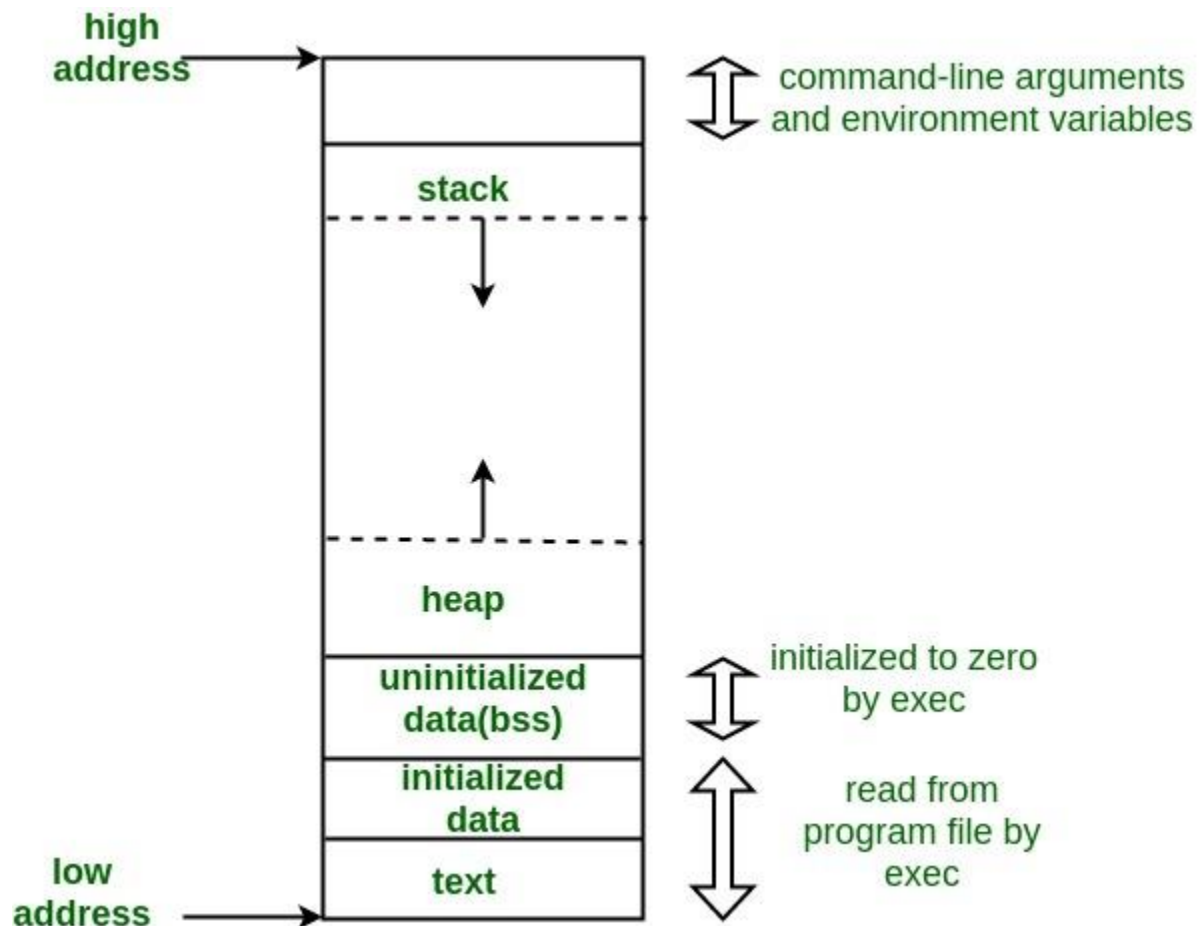 high
address
command-line arguments
and environment variables
stack
heap
uninitialized
data(bss)
initialized to zero
by exec
initialized
data
read from
program file by
exec
text
low
address